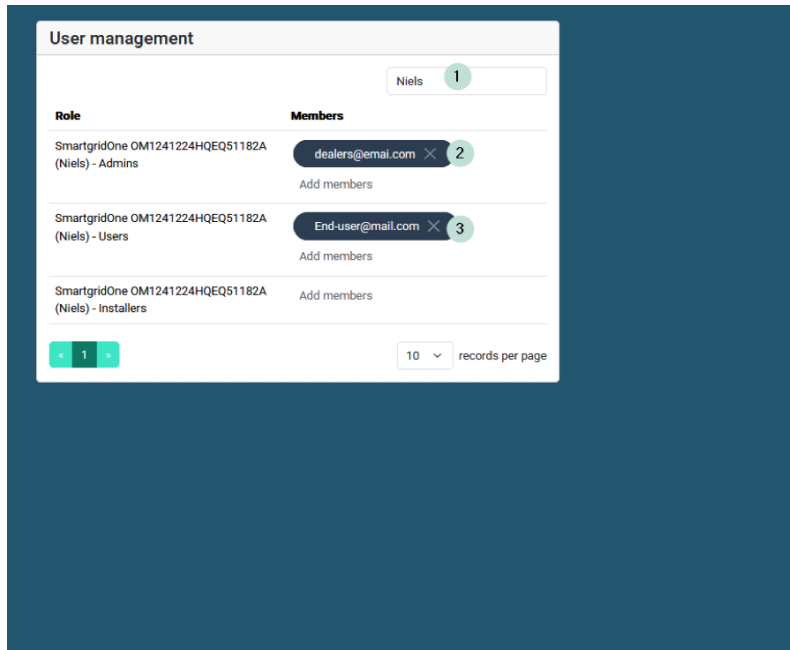 User management
Niels 1
Role Members
SmartgridOne OM1241224HQEQ51182A
(Niels) - Admins
dealers@emai.com 2
Add members
SmartgridOne OM1241224HQEQ51182A
(Niels) - Users
End-user@mail.com 3
Add members
SmartgridOne OM1241224HQEQ51182A
(Niels) - Installers
Add members
« 1 » 10 records per page